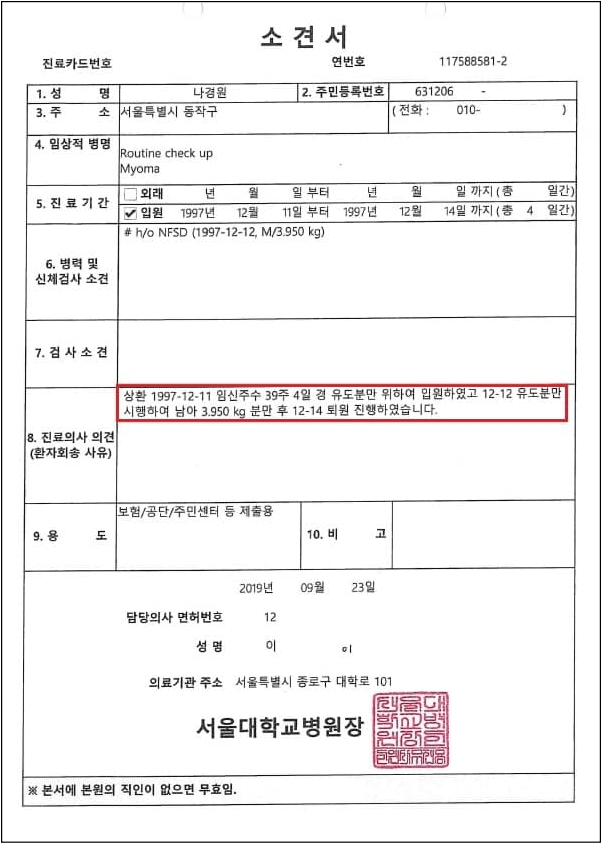 소견서
진료카드번호 연번호 117588581-2
1. 성 명 나경원 2. 주민등록번호 631206 -
3. 주 소 서울특별시 동작구 ( 전화 : 010- )
4. 임상적 병명
Routine check up
Myoma
5. 진 료 기 간
외래 년 월 일 부터 년 월 일 까지 (총 일간)
입원 1997년 12월 11일 부터 1997년 12월 14일 까지 (총 4 일간)
6. 병력 및
신체검사 소견
# h/o NFSD (1997-12-12, M/3.950 kg)
7. 검 사 소 견
8. 진료의사 의견
(환자회송 사유)
상환 1997-12-11 임신주수 39주 4일 경 유도분만 위하여 입원하였고 12-12 유도분만
시행하여 남아 3.950 kg 분만 후 12-14 퇴원 진행하였습니다.
9. 용 도 보험/공단/주민센터 등 제출용 10. 비 고
2019년 09월 23일
담당의사 면허번호 12
성 명 이
의료기관 주소 서울특별시 종로구 대학로 101
서울대학교병원장
※ 본서에 본원의 직인이 없으면 무효임.